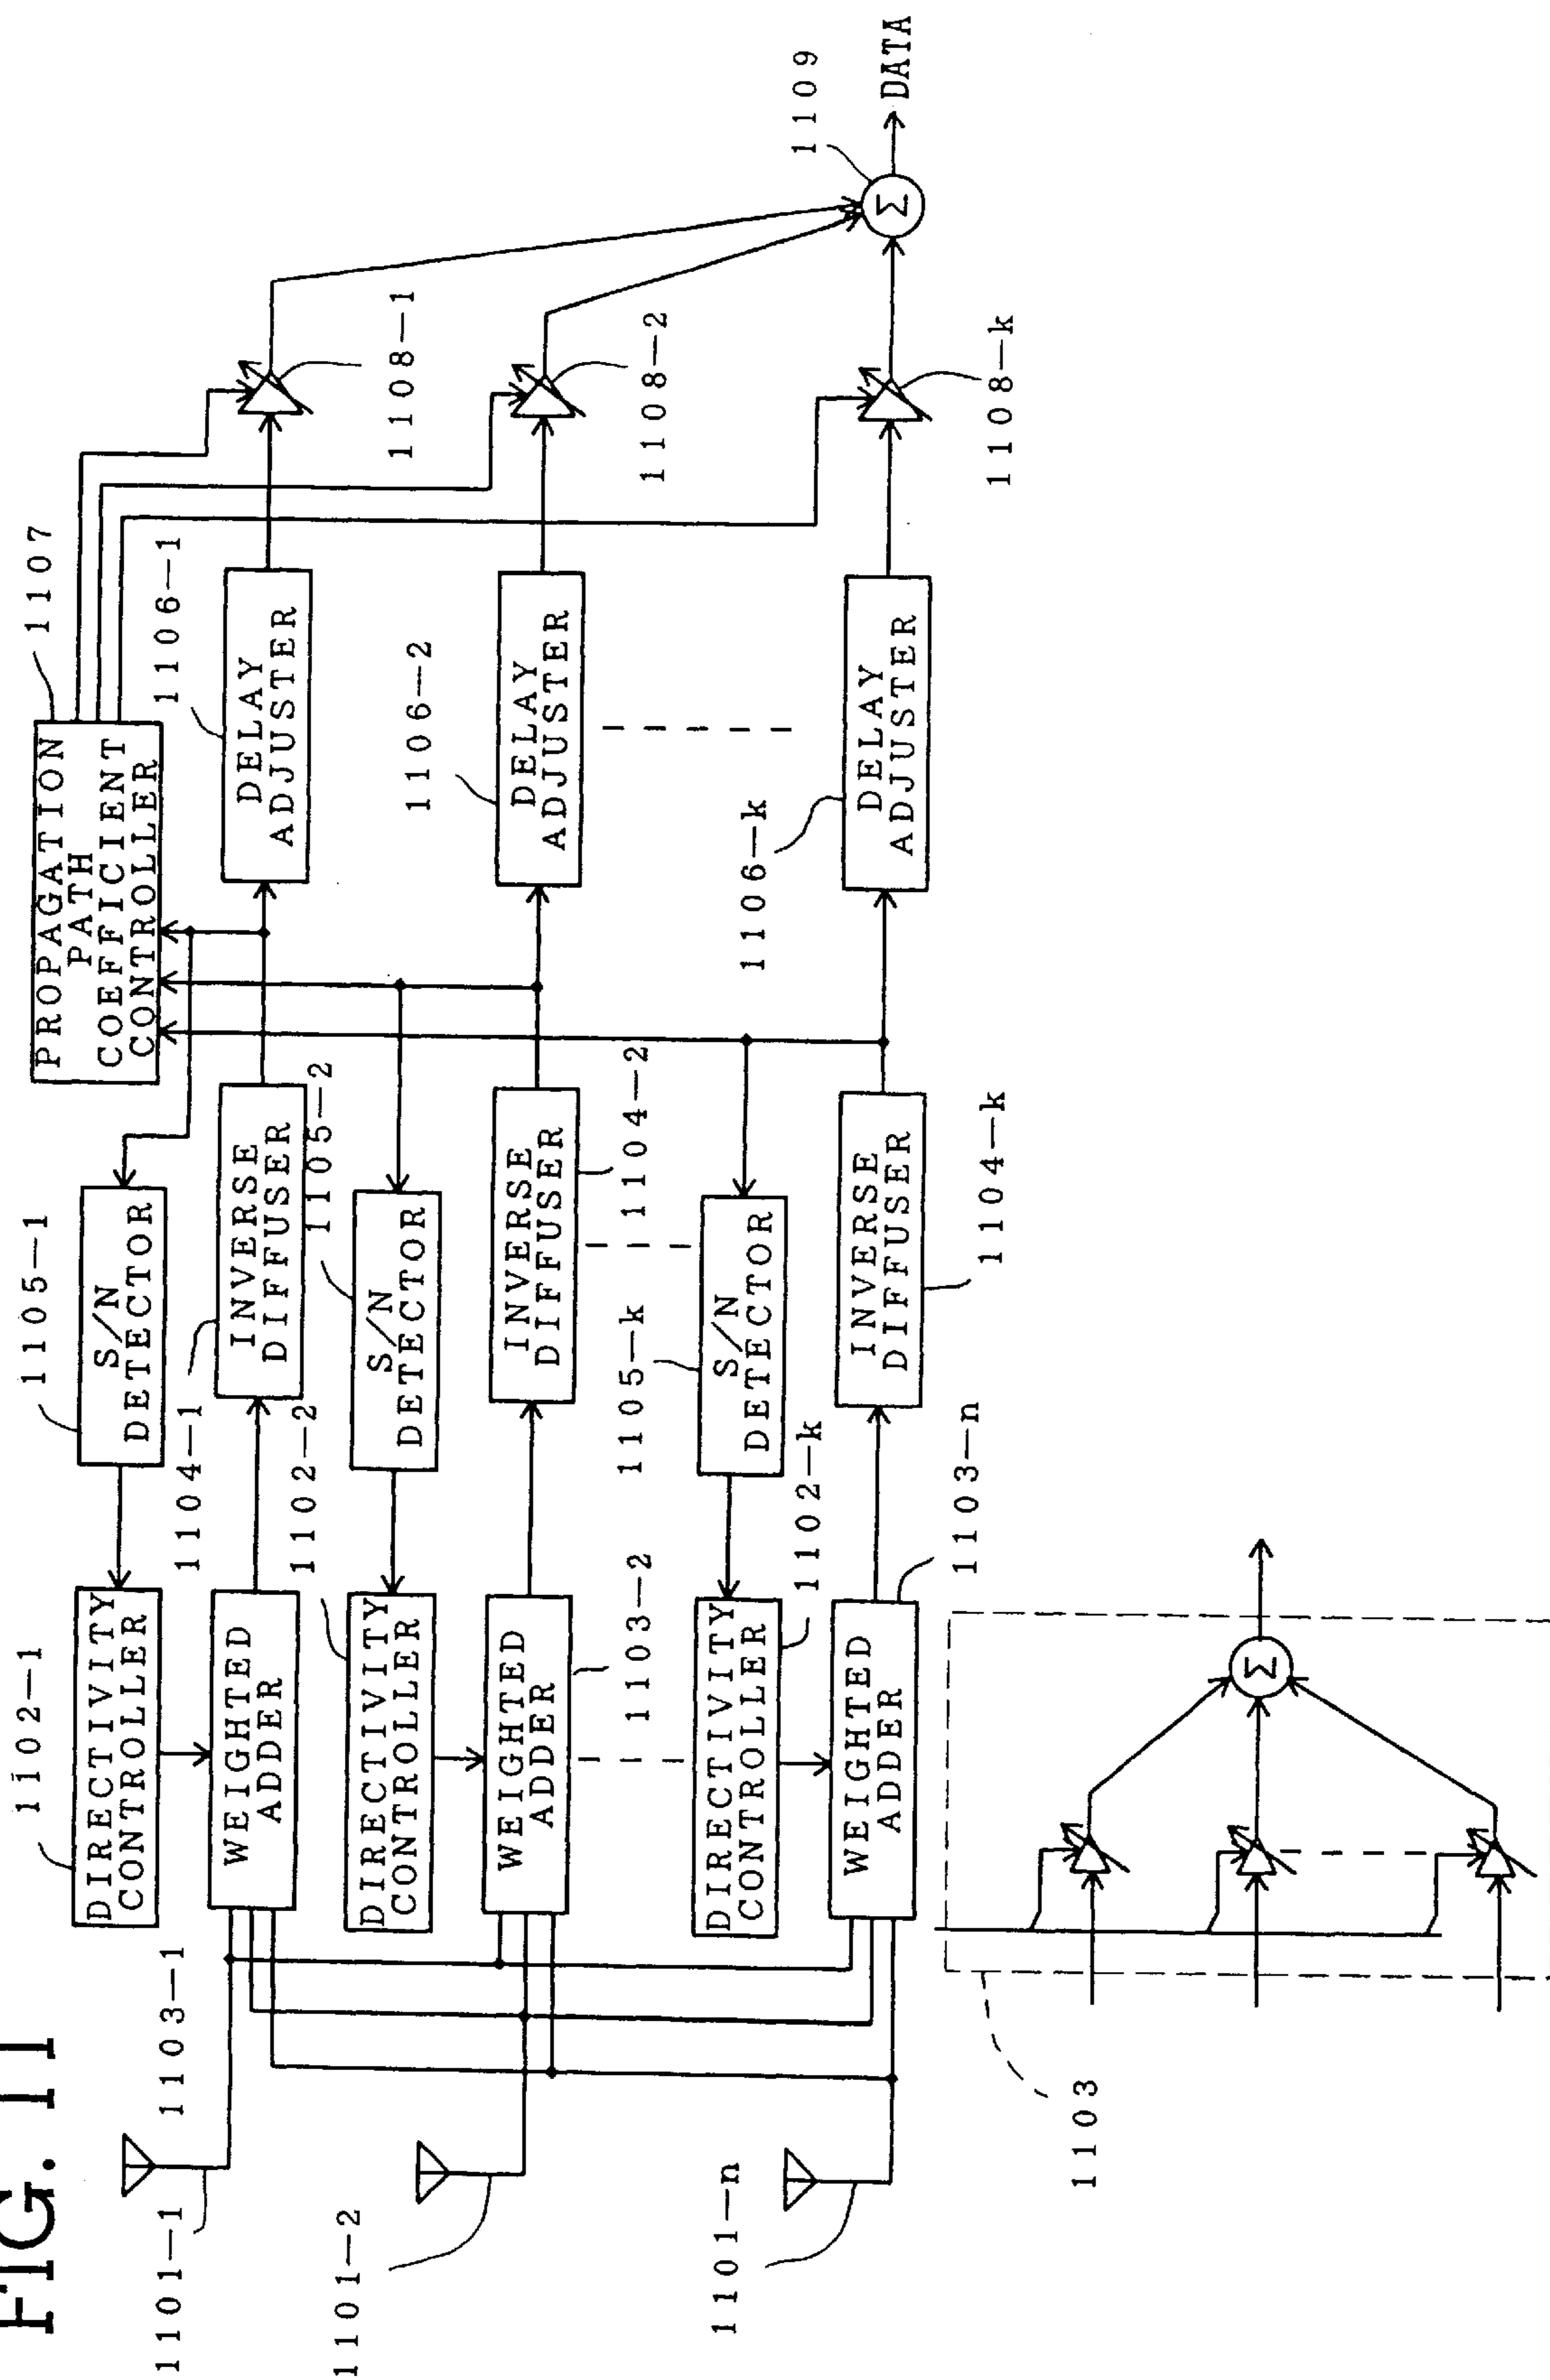 FIG. 11
1101—1
1101—2
1101—n
1103—1
1102—1
DIRECTIVITY
CONTROLLER
WEIGHTED
ADDER
1102—2
DIRECTIVITY
CONTROLLER
WEIGHTED
ADDER
1103—2
DIRECTIVITY
CONTROLLER
1102—k
WEIGHTED
ADDER
1103—n
1105—1
S/N
DETECTOR
1104—1
INVERSE
DIFFUSER
1105—2
S/N
DETECTOR
INVERSE
DIFFUSER
1104—2
1105—k
S/N
DETECTOR
INVERSE
DIFFUSER
1104—k
PROPAGATION
PATH
COEFFICIENT
CONTROLLER
1107
1106—1
DELAY
ADJUSTER
1106—2
DELAY
ADJUSTER
1106—k
DELAY
ADJUSTER
1108—1
1108—2
1108—k
1109
Σ
DATA
1103
Σ